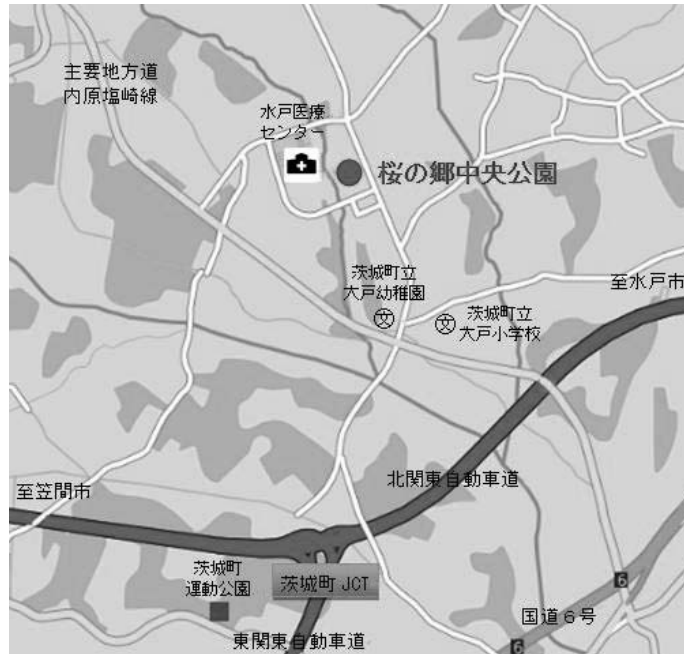 主要地方道
内原塩崎線
水戸医療
センター
桜の郷中央公園
茨城町立
大戸幼稚園
文
文
茨城町立
大戸小学校
至水戸市
北関東自動車道
至笠間市
茨城町
運動公園
茨城町 JCT
6
国道6号
東関東自動車道
6